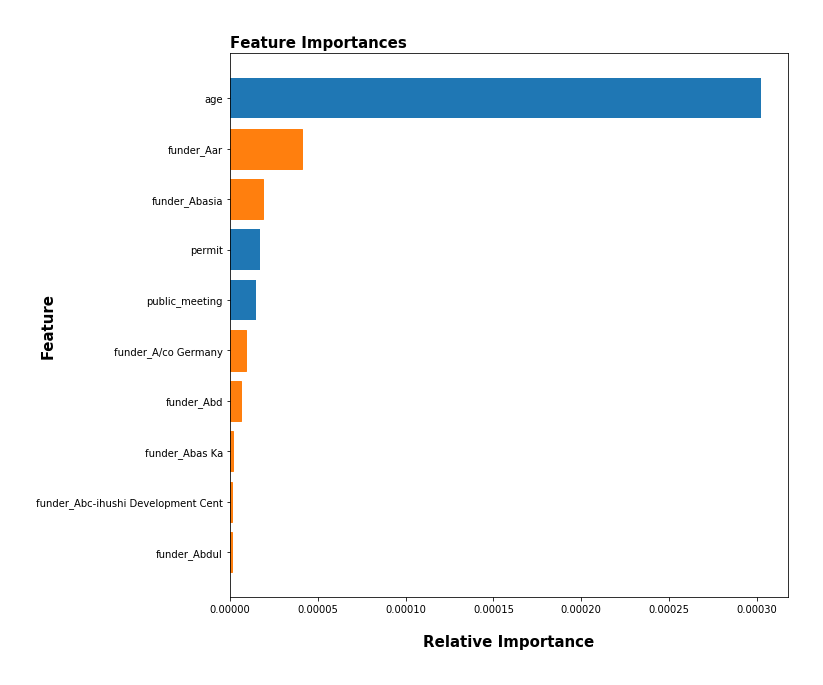 Feature Importances
age
funder_Aar
funder_Abasia
permit
public_meeting
funder_A/co Germany
funder_Abd
funder_Abas Ka
funder_Abc-ihushi Development Cent
funder_Abdul
Feature
0.00000 0.00005 0.00010 0.00015 0.00020 0.00025 0.00030
Relative Importance